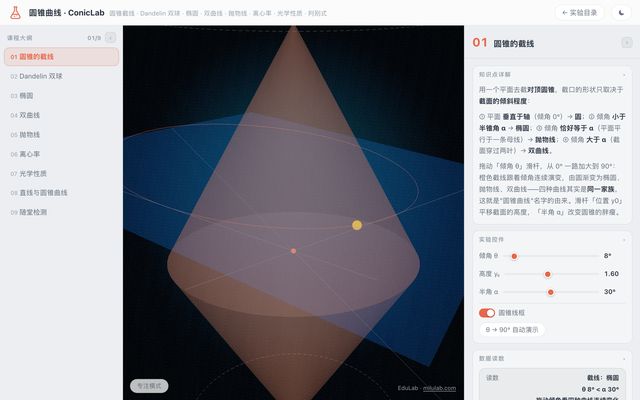 圆锥曲线 · ConicLab
圆锥截线 · Dandelin 双球 · 椭圆 · 双曲线 · 抛物线 · 离心率 · 光学性质 · 判别式
← 实验目录
课程大纲
01/9
01 圆锥的截线
02 Dandelin 双球
03 椭圆
04 双曲线
05 抛物线
06 离心率
07 光学性质
08 直线与圆锥曲线
09 随堂检测
专注模式
EduLab · milulab.com
01 圆锥的截线
知识点详解
用一个平面去截对顶圆锥，截口的形状只取决于
截面的倾斜程度：
① 平面 垂直于轴（倾角 0°）→ 圆；② 倾角 小于
半锥角 α → 椭圆；③ 倾角 恰好等于 α（平面平
行于一条母线）→ 抛物线；④ 倾角 大于 α（截
面穿过两叶）→ 双曲线。
拖动「倾角 θ」滑杆，从 0° 一路加大到 90°：
橙色截线跟着倾角连续演变，由圆渐变为椭圆、
抛物线、双曲线——四种曲线其实是同一家族，
这就是"圆锥曲线"名字的由来。滑杆「位置 y0」
平移截面的高度，「半角 α」改变圆锥的胖瘦。
实验控件
倾角 θ
8°
高度 y₀
1.60
半角 α
30°
圆锥线框
θ → 90° 自动演示
数据读数
读数
截线：椭圆
θ 8° < α 30°